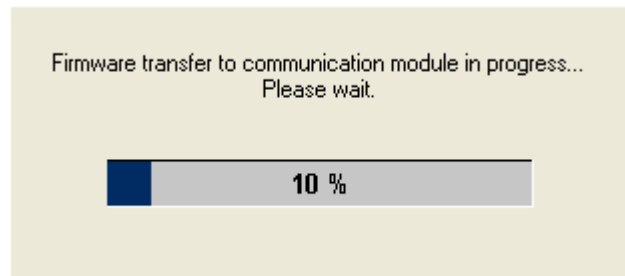 Firmware transfer to communication module in progress...
Please wait.
10 %